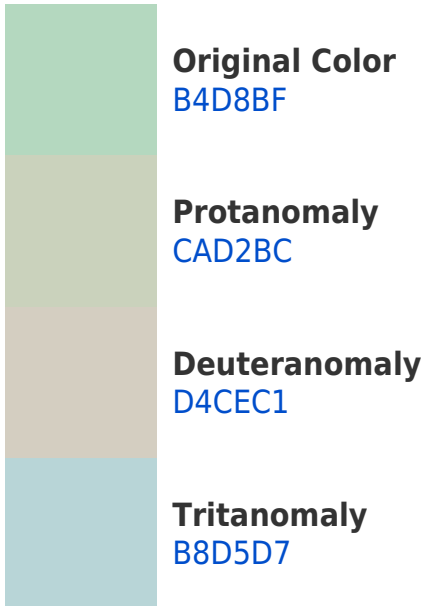 Original Color
B4D8BF
Protanomaly
CAD2BC
Deuteranomaly
D4CEC1
Tritanomaly
B8D5D7